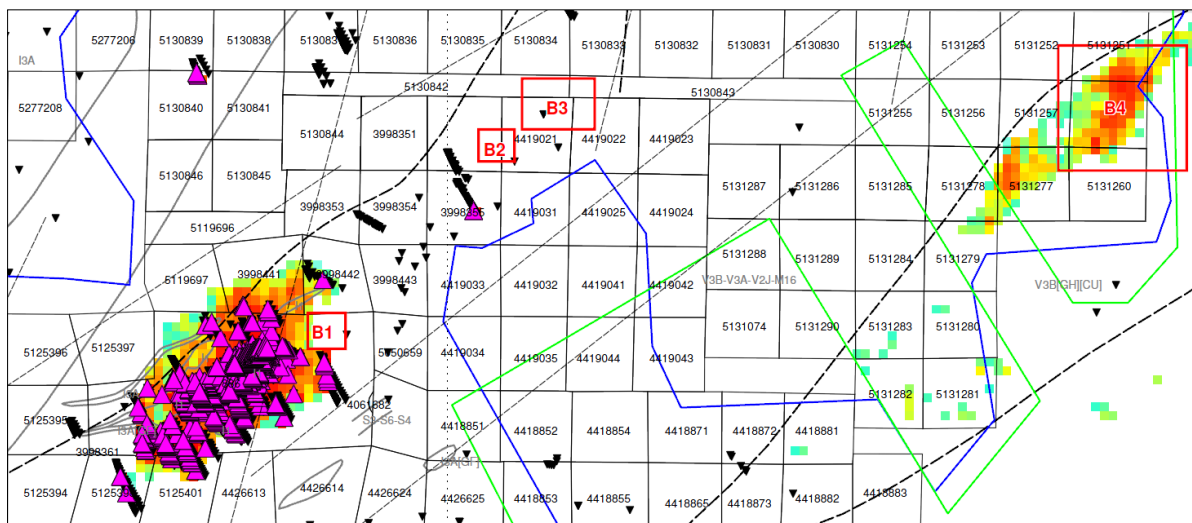 5277206 5130839 5130838 5130836 5130835 5130834 5130833 5130832 5130831 5130830 5131254 5131253 5131252 5131251
I3A
5277208 5130840 5130841 5130842 5130843 5131255 5131256 5131257
B3
B4
5130844 3998351 4419021 4419022 4419023
B2
5130846 5130845 5131287 5131286 5131285 5131278 5131277 5131260
3998353 3998354 4419031 4419025 4419024
5119696
5131288 5131289 5131284 5131279
5119697 3998441 3998442 3998443 4419033 4419032 4419041 4419042 V3B-V3A-V2J-M16 V3B[GH][CU]
B1
5131074 5131290 5131283 5131280
5125396 5125397 4419034 4419035 4419044 4419043
5131282 5131281
4061882
5125395 S3-S6-S4
4418851 4418852 4418854 4418871 4418872 4418881
3998361
5125394 5125401 4426613 4426614 4426624 4426625 4418853 4418855 4418865 4418873 4418882 4418883